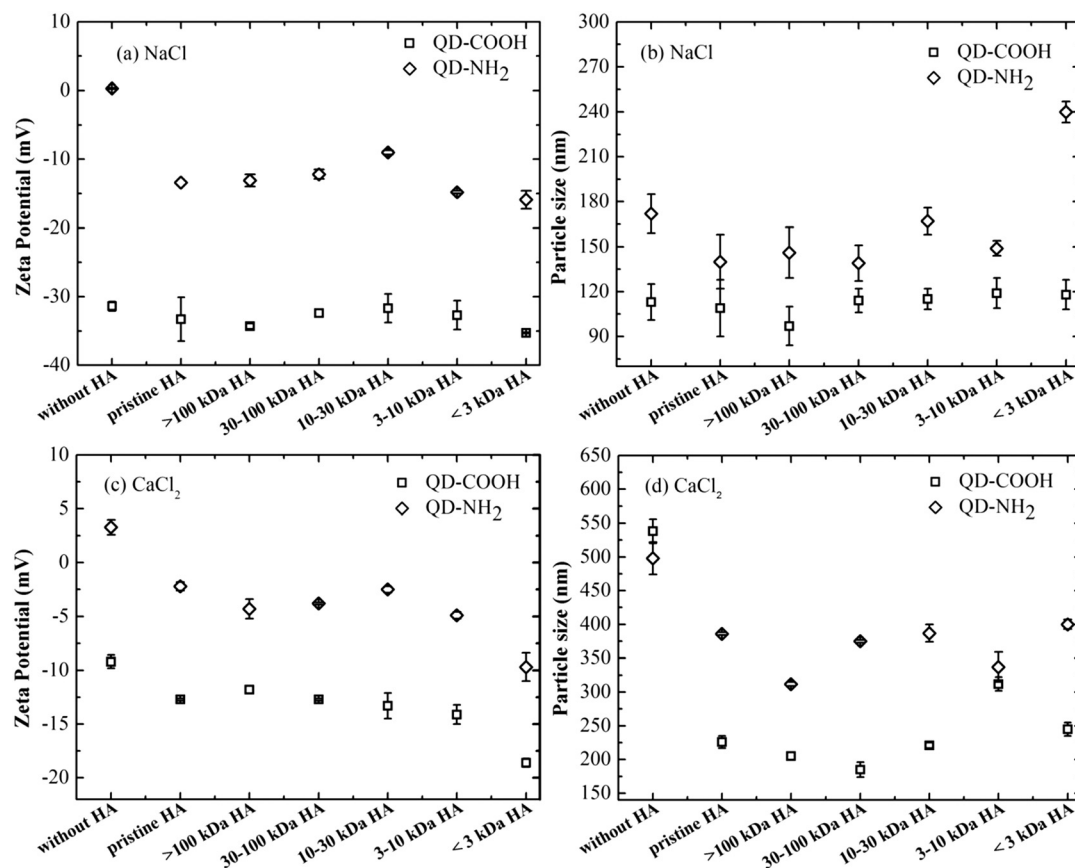 (a) NaCl
QD-COOH
QD-NH2
Zeta Potential (mV)
10
0
-10
-20
-30
-40
without HA
pristine HA
>100 kDa HA
30-100 kDa HA
10-30 kDa HA
3-10 kDa HA
< 3 kDa HA
(b) NaCl
QD-COOH
QD-NH2
Particle size (nm)
300
270
240
210
180
150
120
90
without HA
pristine HA
>100 kDa HA
30-100 kDa HA
10-30 kDa HA
3-10 kDa HA
< 3 kDa HA
(c) CaCl2
QD-COOH
QD-NH2
Zeta Potential (mV)
10
5
0
-5
-10
-15
-20
without HA
pristine HA
>100 kDa HA
30-100 kDa HA
10-30 kDa HA
3-10 kDa HA
< 3 kDa HA
(d) CaCl2
QD-COOH
QD-NH2
Particle size (nm)
650
600
550
500
450
400
350
300
250
200
150
without HA
pristine HA
>100 kDa HA
30-100 kDa HA
10-30 kDa HA
3-10 kDa HA
< 3 kDa HA